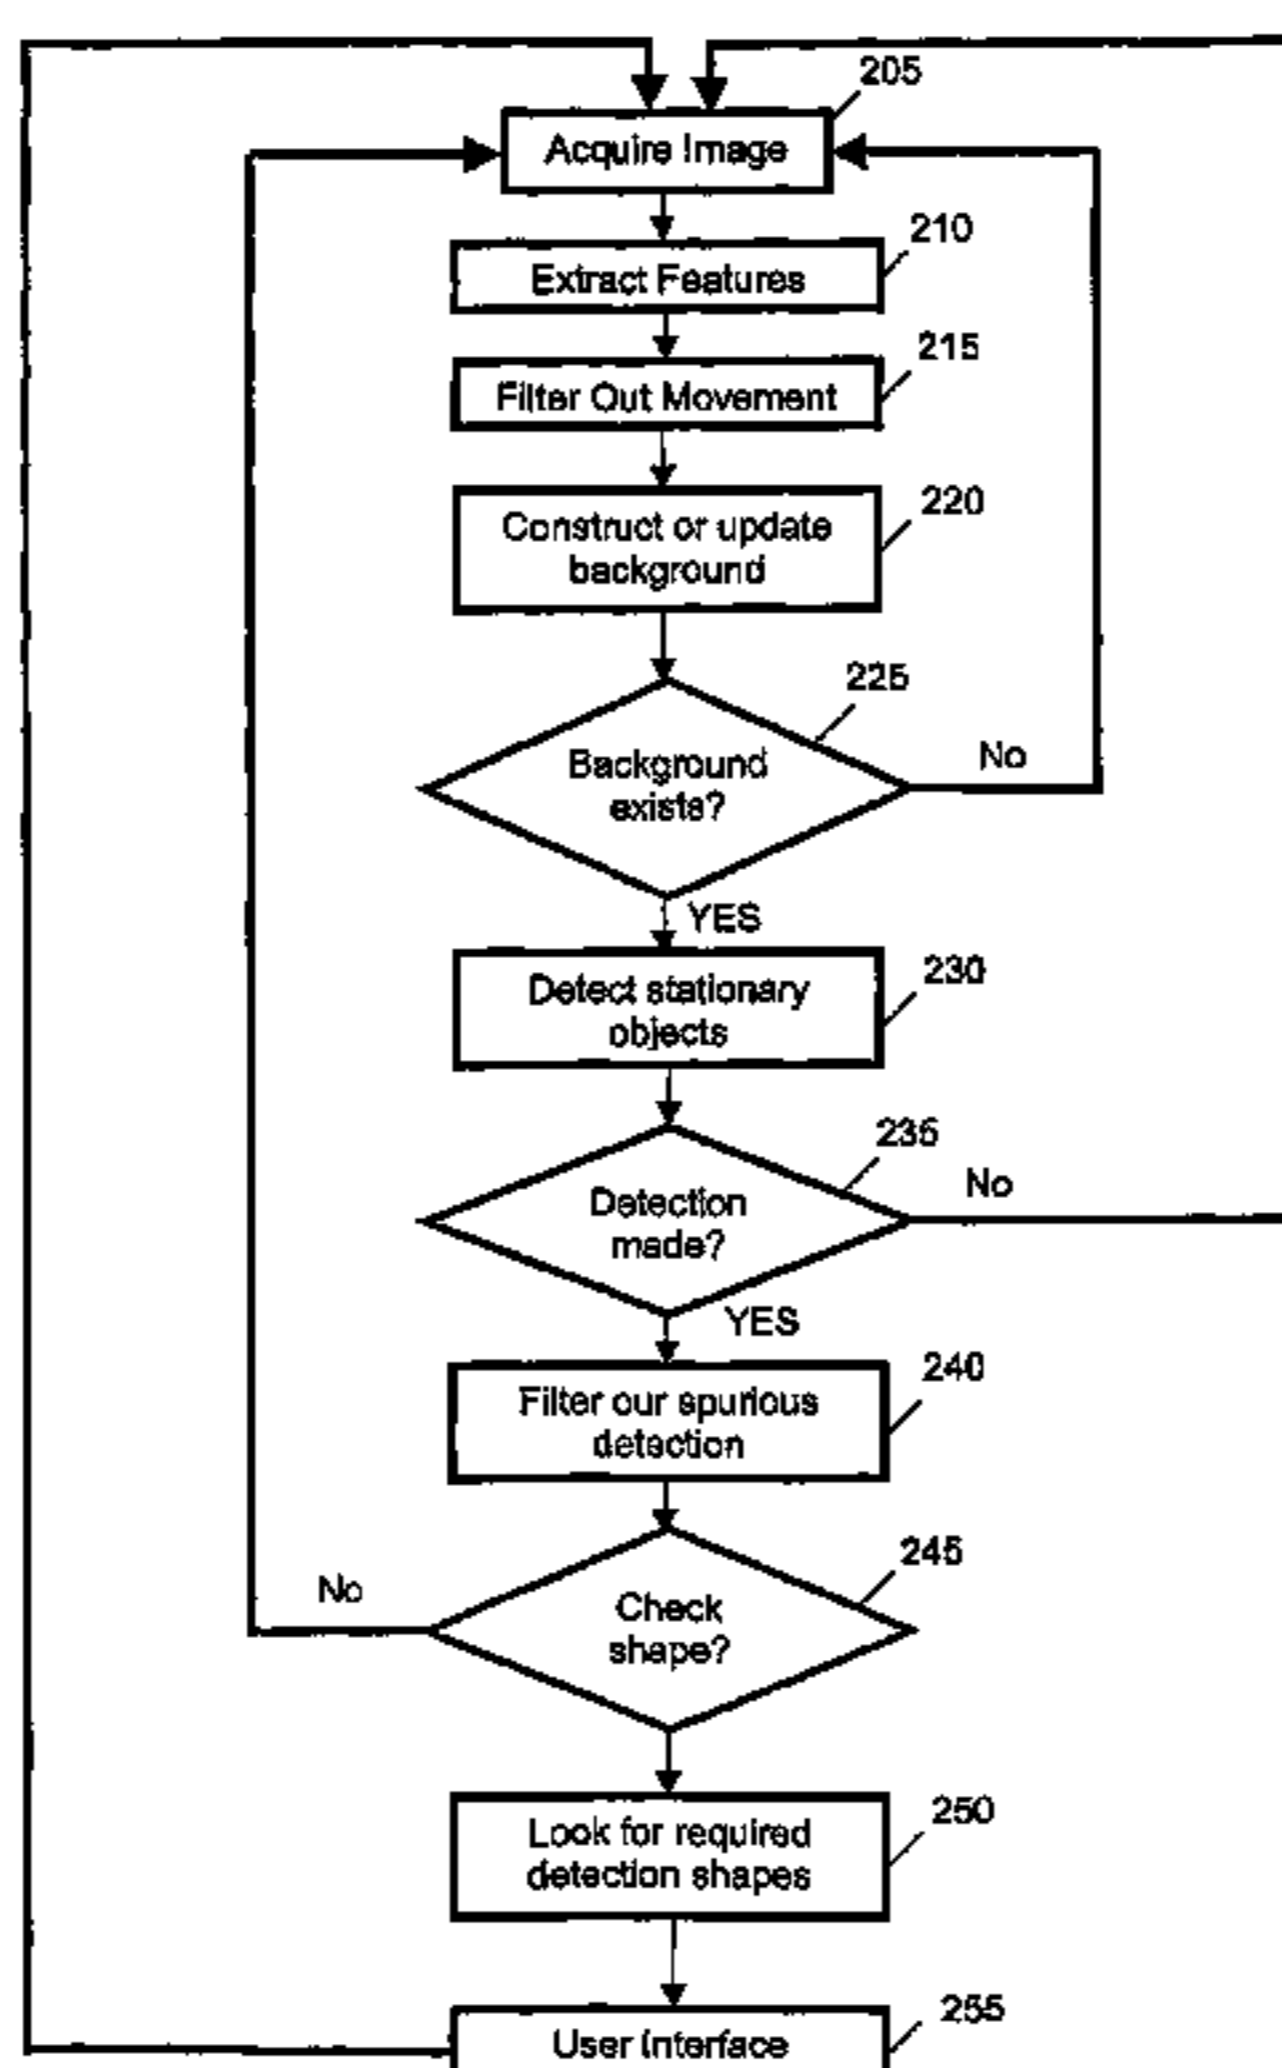 205
Acquire Image
210
Extract Features
215
Filter Out Movement
220
Construct or update
background
225
Background
exists?
No
YES
230
Detect stationary
objects
235
No
Detection
made?
YES
240
Filter our spurious
detection
245
No
Check
shape?
250
Look for required
detection shapes
255
User Interface